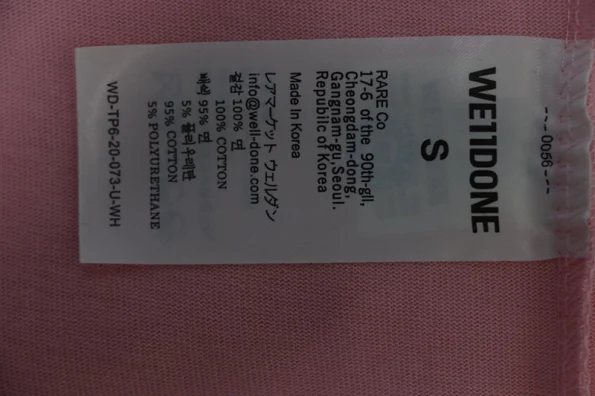 --- 0056 ---
WE11DONE
S
RARE Co
17-6 of the 90th-gil,
Cheongdam-dong,
Gangnam-gu,Seoul.
Republic of Korea
Made In Korea
レアマーケット ウェルダン
info@well-done.com
겉감 100% 면
100% COTTON
배색 95% 면
5% 폴리우레탄
95% COTTON
5% POLYURETHANE
WD-TP6-20-073-U-WH